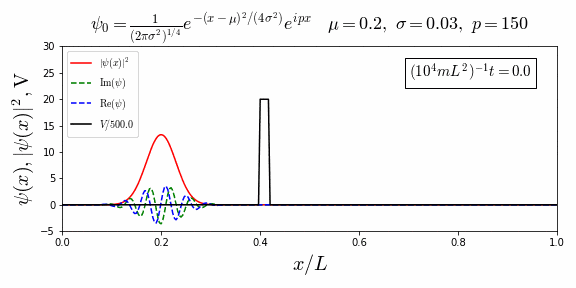 ψ₀ = 1/(2πσ²)^{1/4} e^{−(x−μ)²/(4σ²)} e^{ipx}   μ = 0.2, σ = 0.03, p = 150
30
25
20
15
10
5
0
−5
ψ(x), |ψ(x)|², V
|ψ(x)|²
Im(ψ)
Re(ψ)
V/500.0
(10⁴mL²)⁻¹t = 0.0
0.0 0.2 0.4 0.6 0.8 1.0
x/L